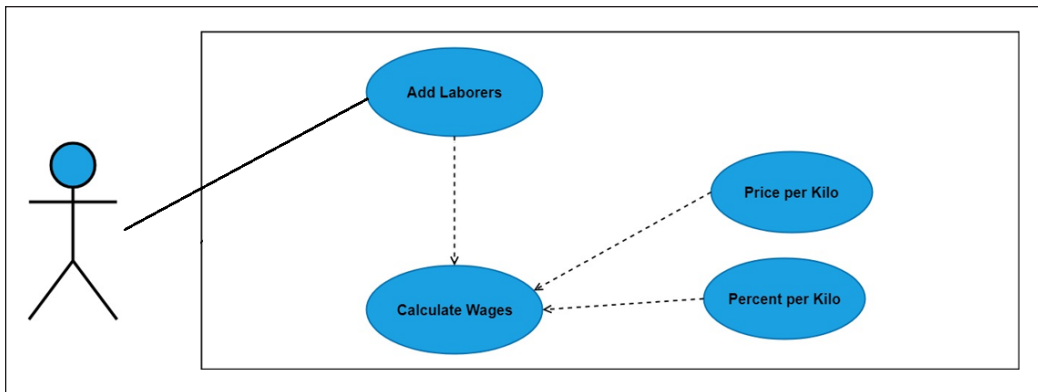 Add Laborers
Price per Kilo
Percent per Kilo
Calculate Wages